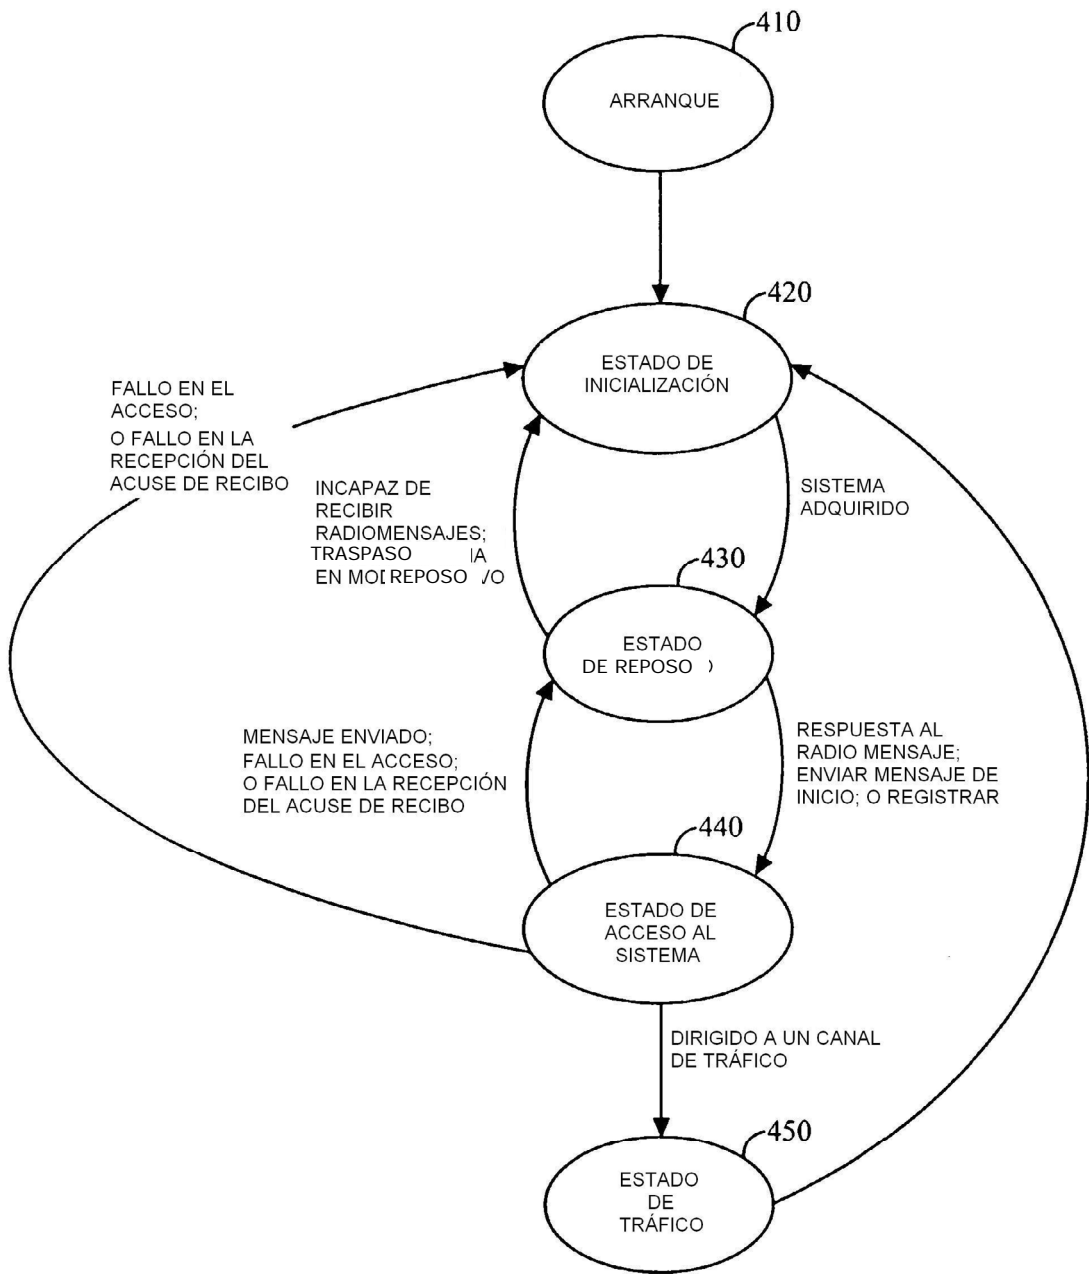 410
ARRANQUE
420
ESTADO DE
INICIALIZACIÓN
FALLO EN EL
ACCESO;
O FALLO EN LA
RECEPCIÓN DEL
ACUSE DE RECIBO
INCAPAZ DE
RECIBIR
RADIOMENSAJES;
TRASPASO
EN REPOSO
SISTEMA
ADQUIRIDO
430
ESTADO
DE REPOSO
MENSAJE ENVIADO;
FALLO EN EL ACCESO;
O FALLO EN LA RECEPCIÓN
DEL ACUSE DE RECIBO
RESPUESTA AL
RADIO MENSAJE;
ENVIAR MENSAJE DE
INICIO; O REGISTRAR
440
ESTADO DE
ACCESO AL
SISTEMA
DIRIGIDO A UN CANAL
DE TRÁFICO
450
ESTADO
DE
TRÁFICO